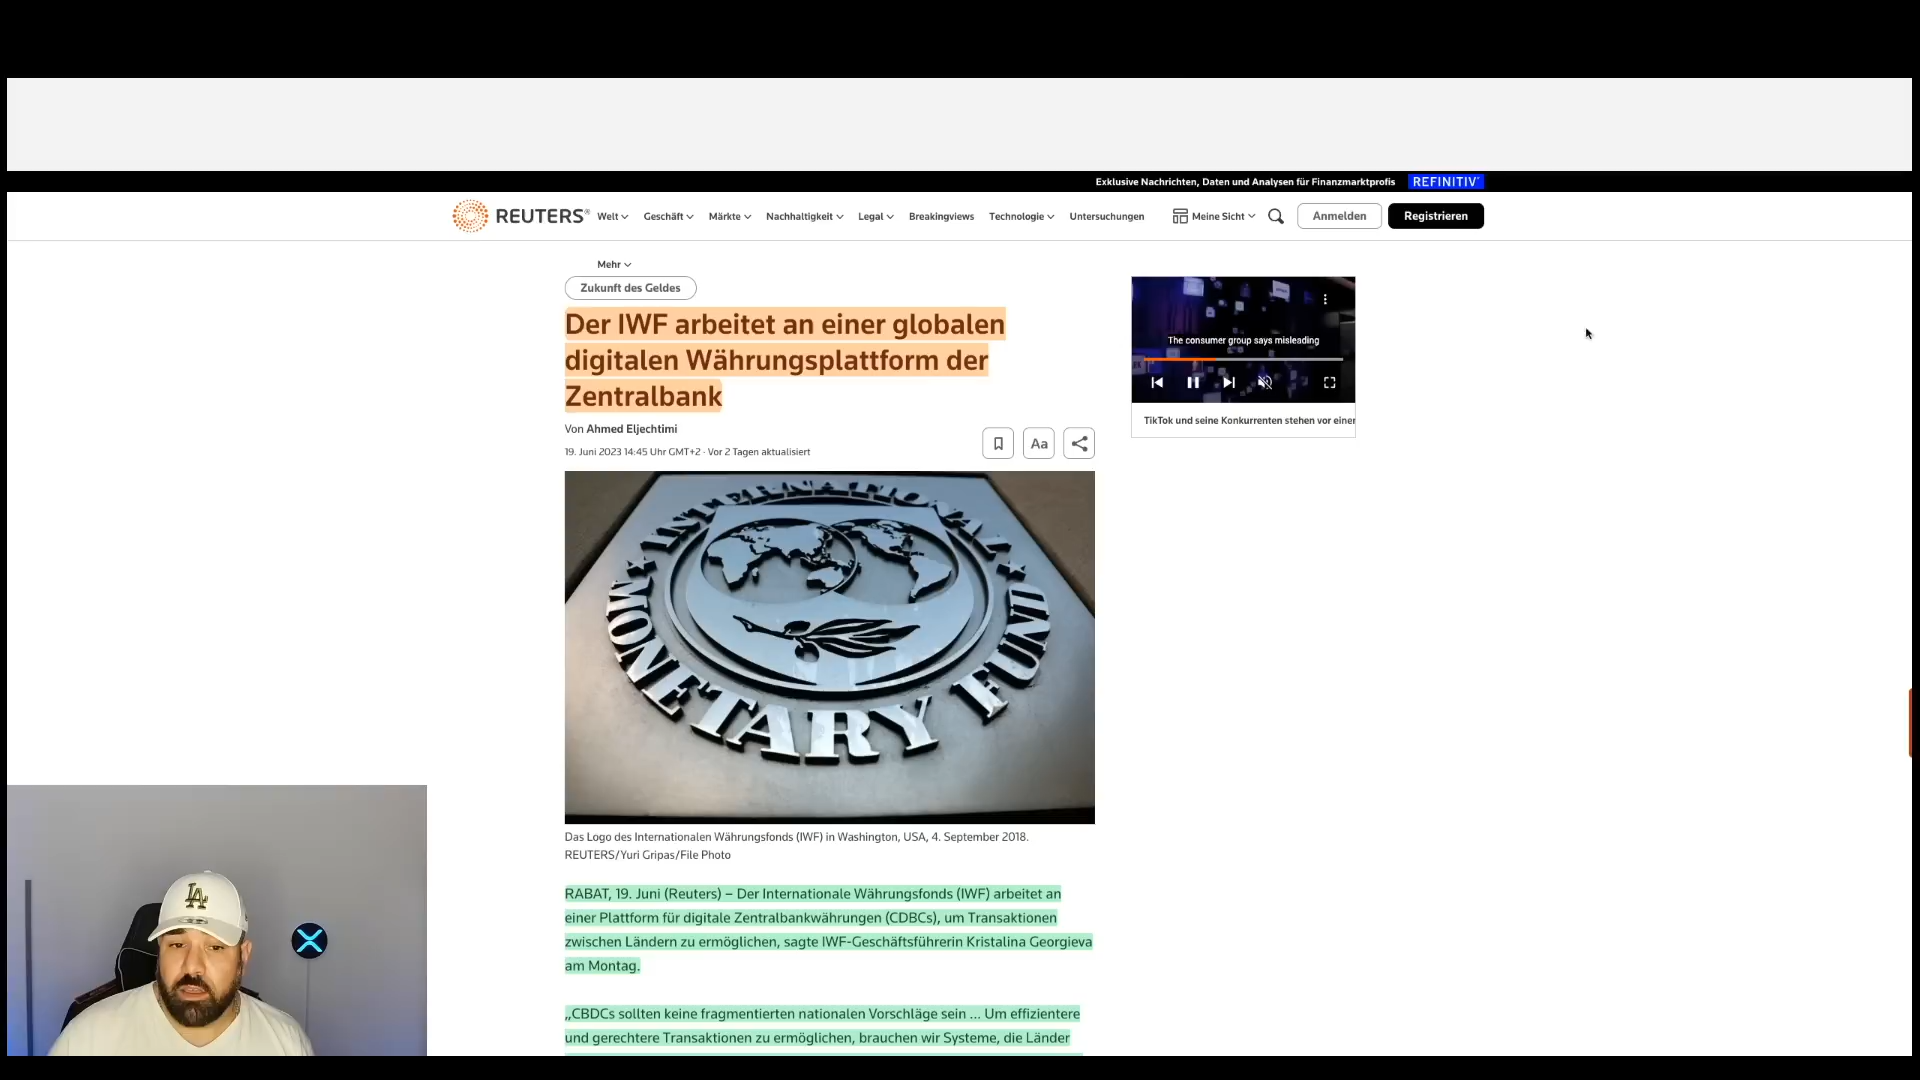 Exklusive Nachrichten, Daten und Analysen für Finanzmarktprofis REFINITIV
REUTERS® Welt Geschäft Märkte Nachhaltigkeit Legal Breakingviews Technologie Untersuchungen Meine Sicht Anmelden Registrieren
Mehr
Zukunft des Geldes
Der IWF arbeitet an einer globalen
digitalen Währungsplattform der
Zentralbank
Von Ahmed Eljechtimi
19. Juni 2023 14:45 Uhr GMT+2 · Vor 2 Tagen aktualisiert
Aa
The consumer group says misleading
TikTok und seine Konkurrenten stehen vor einer
INTERNATIONAL
MONETARY FUND
Das Logo des Internationalen Währungsfonds (IWF) in Washington, USA, 4. September 2018.
REUTERS/Yuri Gripas/File Photo
RABAT, 19. Juni (Reuters) – Der Internationale Währungsfonds (IWF) arbeitet an
einer Plattform für digitale Zentralbankwährungen (CDBCs), um Transaktionen
zwischen Ländern zu ermöglichen, sagte IWF-Geschäftsführerin Kristalina Georgieva
am Montag.
„CBDCs sollten keine fragmentierten nationalen Vorschläge sein ... Um effizientere
und gerechtere Transaktionen zu ermöglichen, brauchen wir Systeme, die Länder
LA